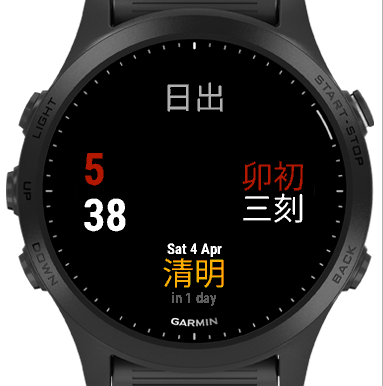 日出
LIGHT
START·STOP
5
卯初
UP
38
三刻
Sat 4 Apr
清明
in 1 day
DOWN
BACK
GARMIN